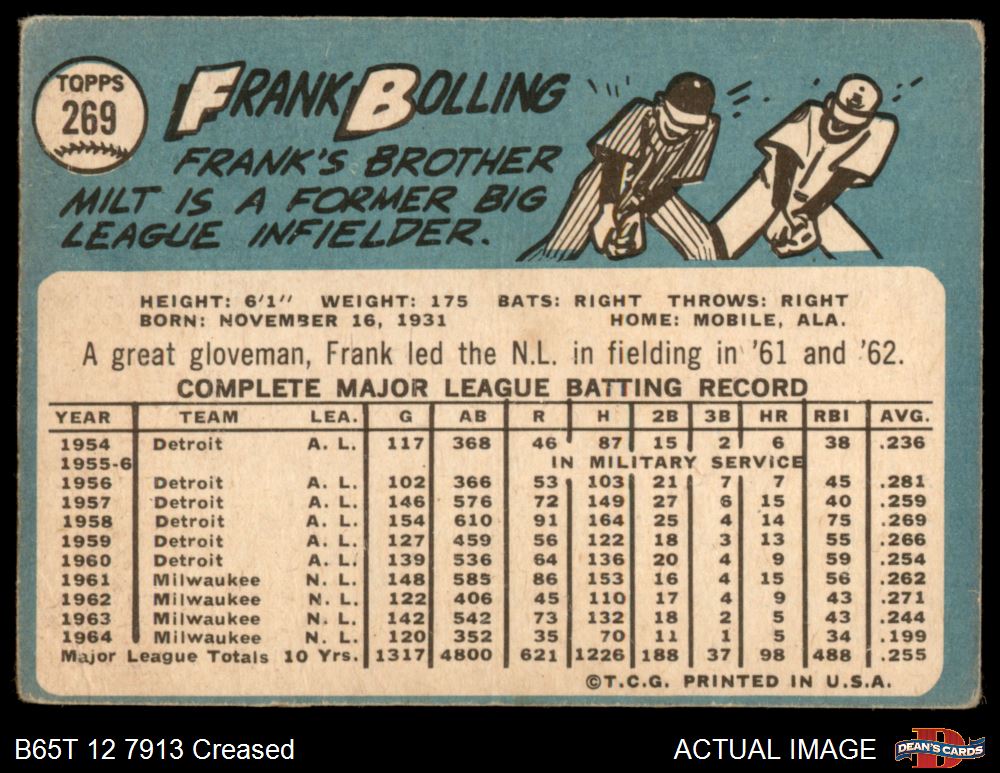 TOPPS
269
FRANK BOLLING
FRANK'S BROTHER
MILT IS A FORMER BIG
LEAGUE INFIELDER.
HEIGHT: 6'1" WEIGHT: 175 BATS: RIGHT THROWS: RIGHT
BORN: NOVEMBER 16, 1931 HOME: MOBILE, ALA.
A great gloveman, Frank led the N.L. in fielding in '61 and '62.
COMPLETE MAJOR LEAGUE BATTING RECORD
YEAR TEAM LEA. G AB R H 2B 3B HR RBI AVG.
1954 Detroit A. L. 117 368 46 87 15 2 6 38 .236
1955-6 IN MILITARY SERVICE
1956 Detroit A. L. 102 366 53 103 21 7 7 45 .281
1957 Detroit A. L. 146 576 72 149 27 6 15 40 .259
1958 Detroit A. L. 154 610 91 164 25 4 14 75 .269
1959 Detroit A. L. 127 459 56 122 18 3 13 55 .266
1960 Detroit A. L. 139 536 64 136 20 4 9 59 .254
1961 Milwaukee N. L. 148 585 86 153 16 4 15 56 .262
1962 Milwaukee N. L. 122 406 45 110 17 4 9 43 .271
1963 Milwaukee N. L. 142 542 73 132 18 2 5 43 .244
1964 Milwaukee N. L. 120 352 35 70 11 1 5 34 .199
Major League Totals 10 Yrs. 1317 4800 621 1226 188 37 98 488 .255
©T.C.G. PRINTED IN U.S.A.
B65T 12 7913 Creased ACTUAL IMAGE
DEAN'S CARDS